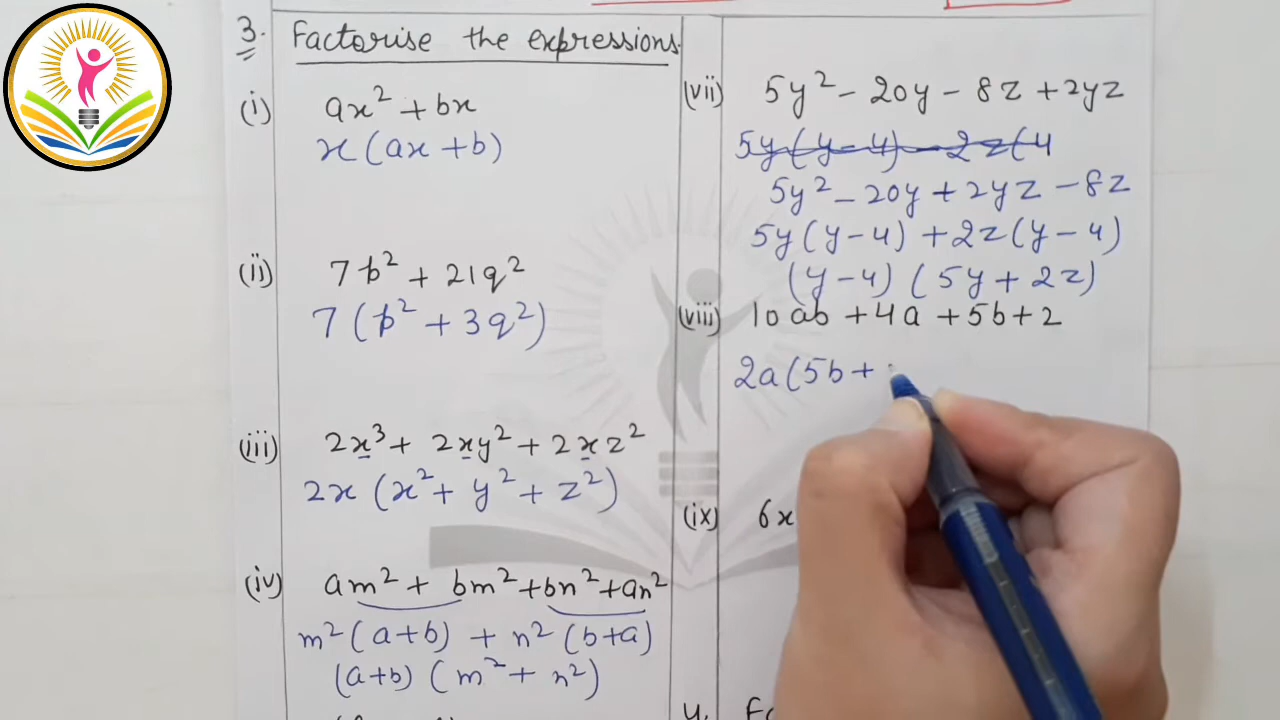 3. Factorise the expressions.
(i) ax² + bx
x (ax + b)
(ii) 7p² + 21q²
7 (p² + 3q²)
(iii) 2x³ + 2xy² + 2xz²
2x (x² + y² + z²)
(iv) am² + bm² + bn² + an²
m² (a+b) + n² (b+a)
(a+b) (m² + n²)
(vii) 5y² - 20y - 8z + 2yz
5y (y-4) - 2z (4
5y² - 20y + 2yz - 8z
5y (y-4) + 2z (y-4)
(y-4) (5y + 2z)
(viii) 10ab + 4a + 5b + 2
2a (5b +
(ix) 6x
4.